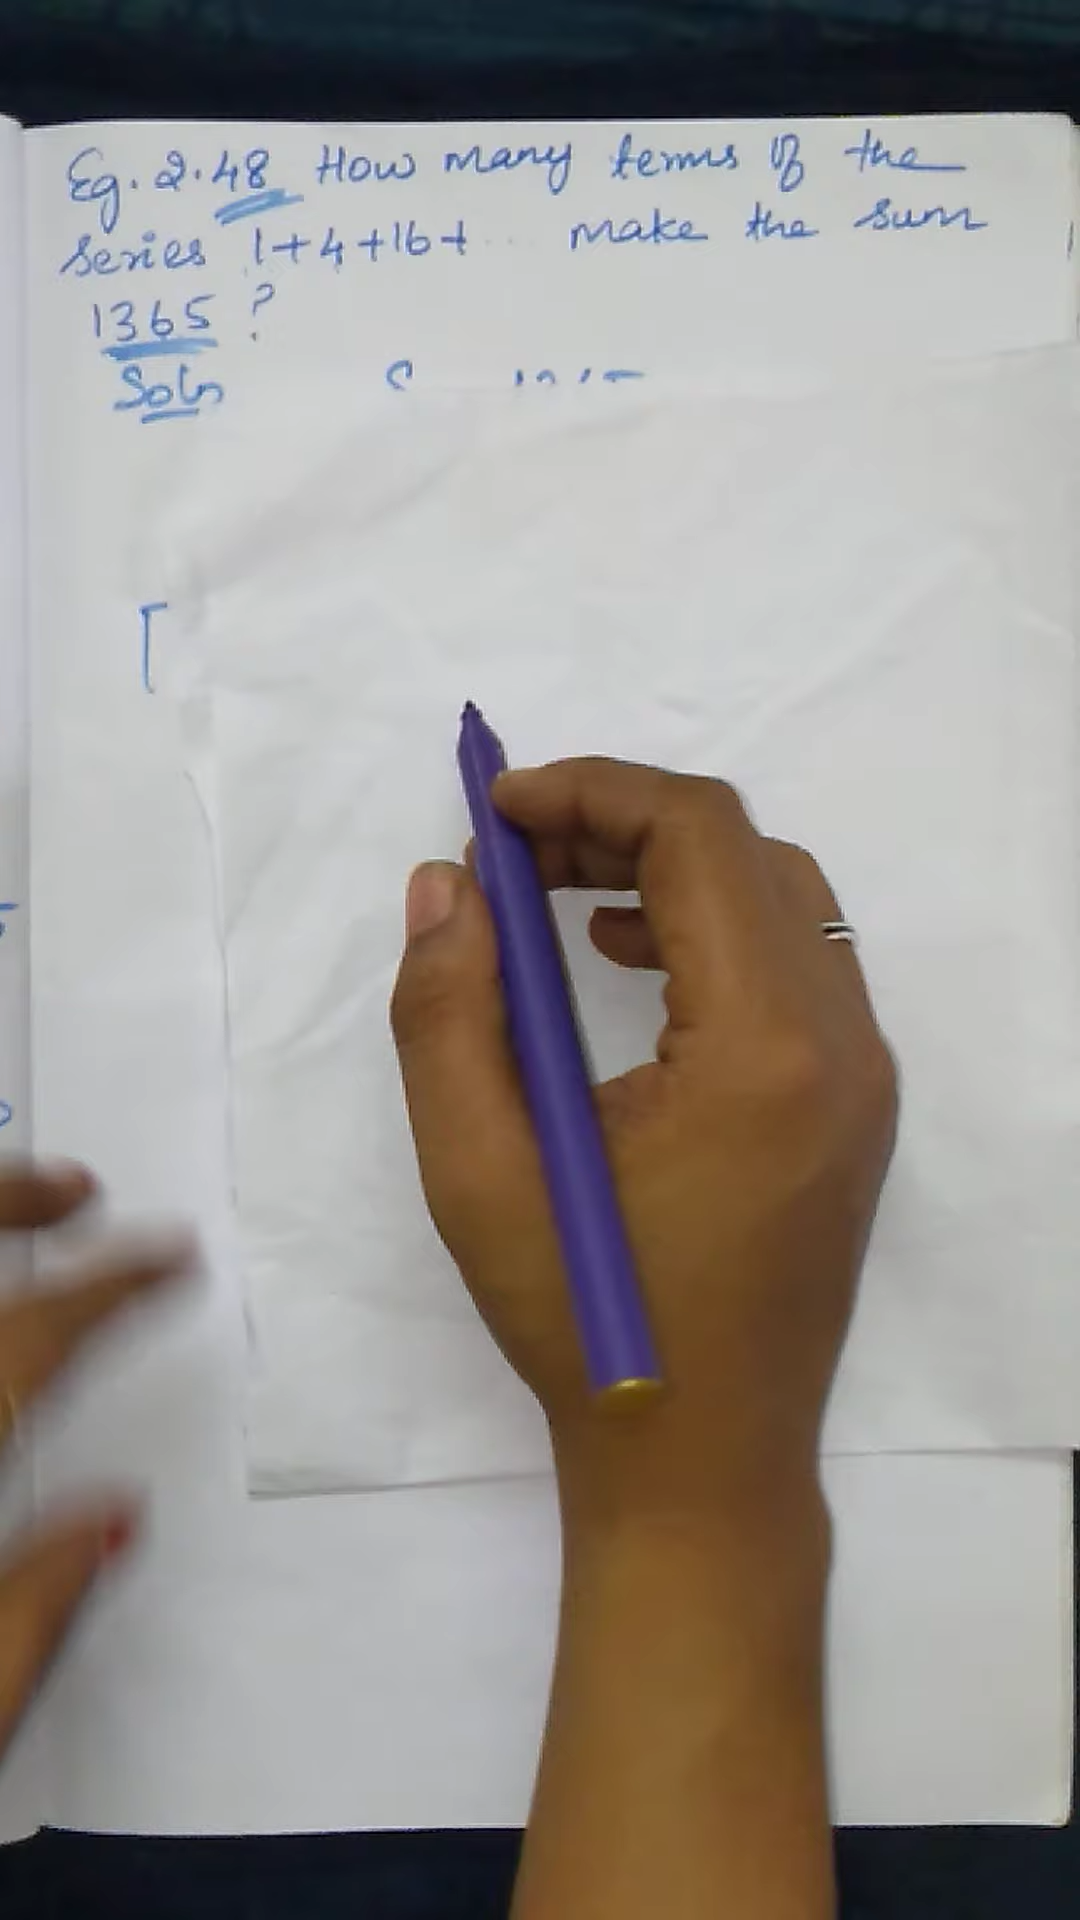 Eg. 2.48 How many terms of the
series 1+4+16+... make the sum
1365 ?
Soln